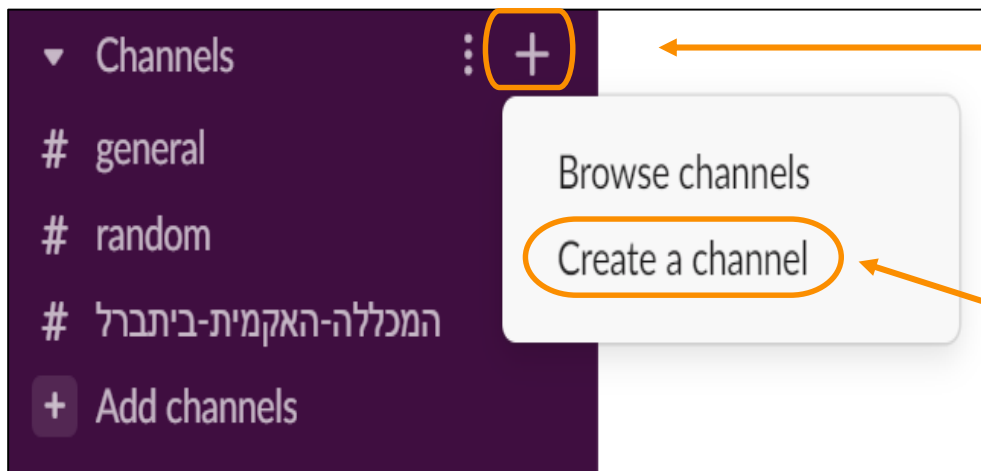 Channels
# general
Browse channels
# random
Create a channel
# המכללה-האקמית-ביתברל
+ Add channels